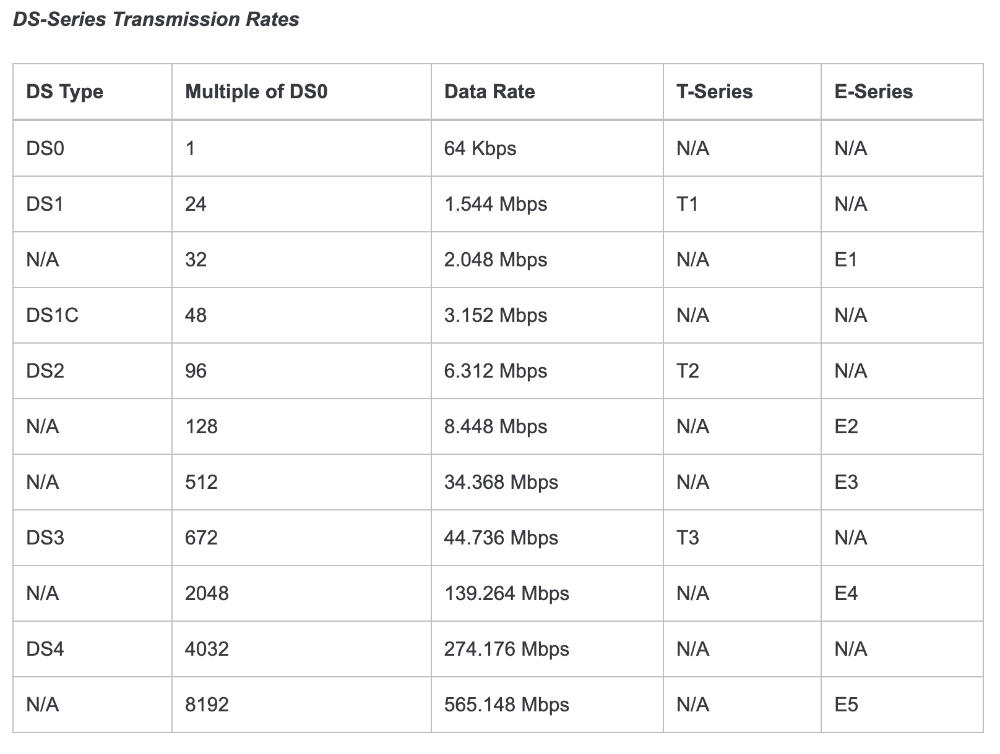 DS-Series Transmission Rates
DS Type Multiple of DS0 Data Rate T-Series E-Series
DS0 1 64 Kbps N/A N/A
DS1 24 1.544 Mbps T1 N/A
N/A 32 2.048 Mbps N/A E1
DS1C 48 3.152 Mbps N/A N/A
DS2 96 6.312 Mbps T2 N/A
N/A 128 8.448 Mbps N/A E2
N/A 512 34.368 Mbps N/A E3
DS3 672 44.736 Mbps T3 N/A
N/A 2048 139.264 Mbps N/A E4
DS4 4032 274.176 Mbps N/A N/A
N/A 8192 565.148 Mbps N/A E5